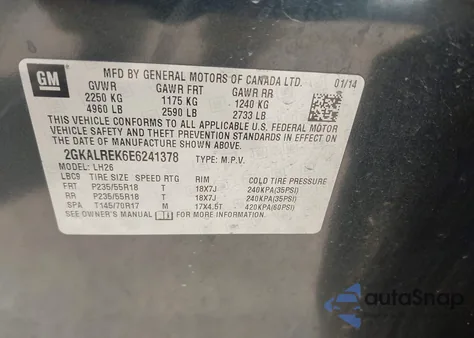 GM
MFD BY GENERAL MOTORS OF CANADA LTD. 01/14
GVWR GAWR FRT GAWR RR
2250 KG 1175 KG 1240 KG
4960 LB 2590 LB 2733 LB
THIS VEHICLE CONFORMS TO ALL APPLICABLE U.S. FEDERAL MOTOR
VEHICLE SAFETY AND THEFT PREVENTION STANDARDS IN EFFECT ON
THE DATE OF MANUFACTURE SHOWN ABOVE.
2GKALREK6E6241378 TYPE: M.P.V.
MODEL: LH26
LBC9 TIRE SIZE SPEED RTG RIM COLD TIRE PRESSURE
FRT P235/55R18 T 18X7J 240KPA(35PSI)
RR P235/55R18 T 18X7J 240KPA(35PSI)
SPA T145/70R17 M 17X4.5T 420KPA(60PSI)
SEE OWNER'S MANUAL FOR MORE INFORMATION.
autoSnap